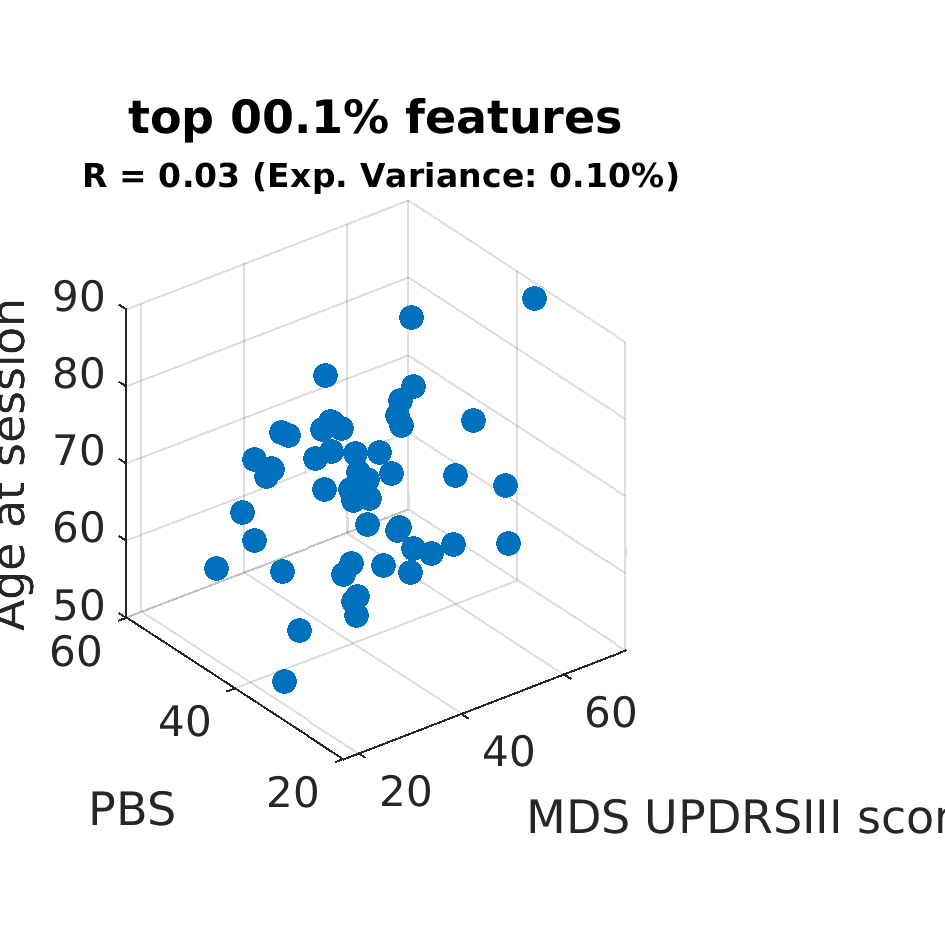 top 00.1% features
R = 0.03 (Exp. Variance: 0.10%)
90
80
70
60
50
Age at session
60
40
20
PBS
20
40
60
MDS UPDRSIII scor